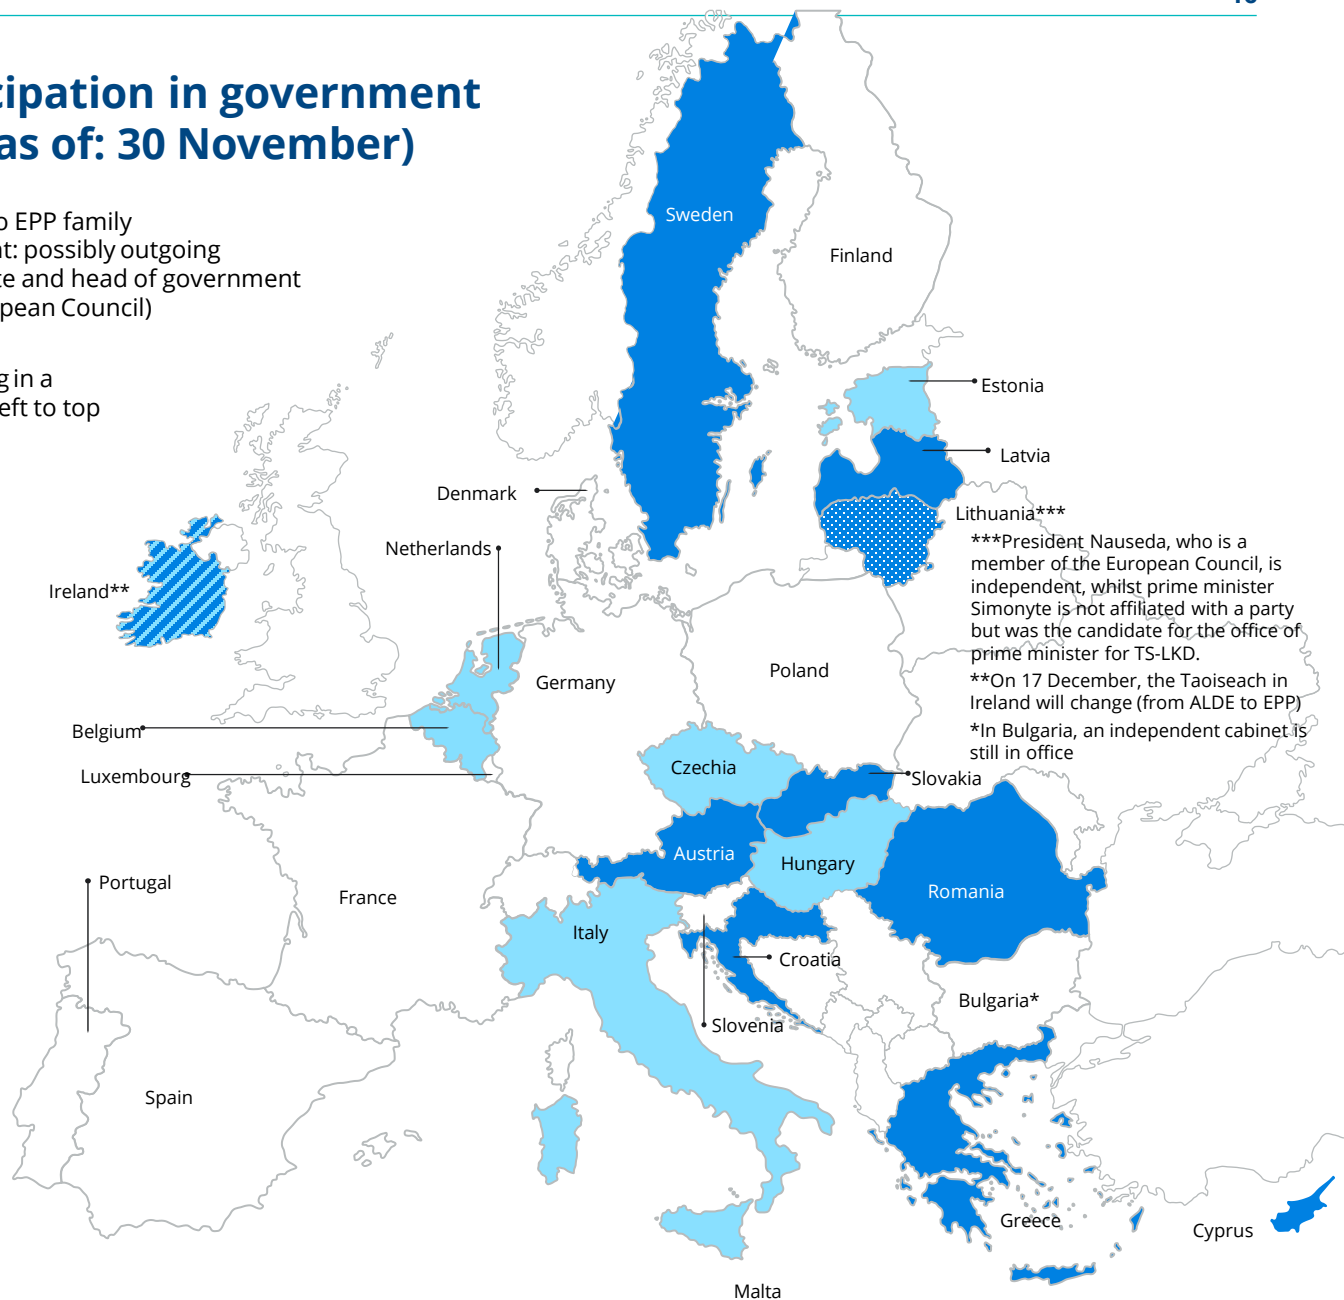 cipation in government
as of: 30 November)
o EPP family
nt: possibly outgoing
te and head of government
pean Council)
g in a
eft to top
Sweden
Finland
Estonia
Latvia
Denmark
Lithuania***
***President Nauseda, who is a
member of the European Council, is
independent, whilst prime minister
Simonyte is not affiliated with a party
but was the candidate for the office of
prime minister for TS-LKD.
**On 17 December, the Taoiseach in
Ireland will change (from ALDE to EPP)
*In Bulgaria, an independent cabinet is
still in office
Netherlands
Ireland**
Germany
Poland
Belgium
Luxembourg
Czechia
Slovakia
Austria
Hungary
Portugal
France
Romania
Italy
Croatia
Bulgaria*
Slovenia
Spain
Greece
Cyprus
Malta